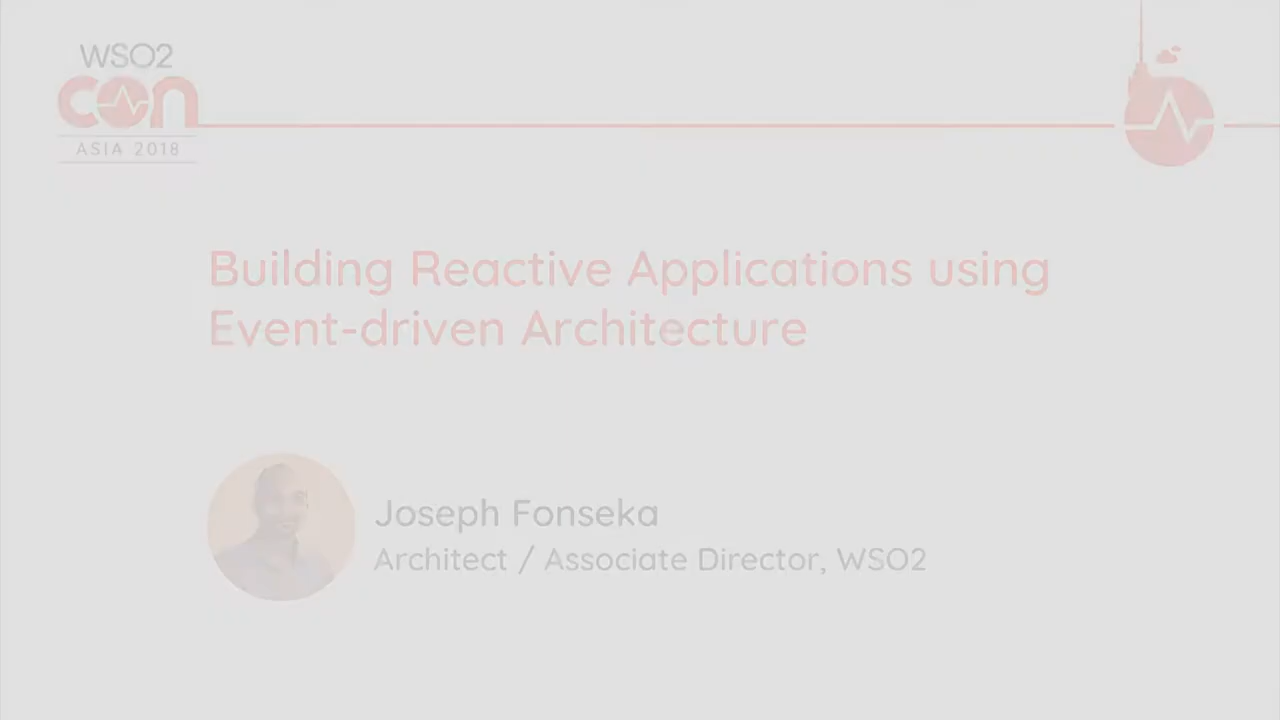 WSO2
con
ASIA 2018
Building Reactive Applications using
Event-driven Architecture
Joseph Fonseka
Architect / Associate Director, WSO2